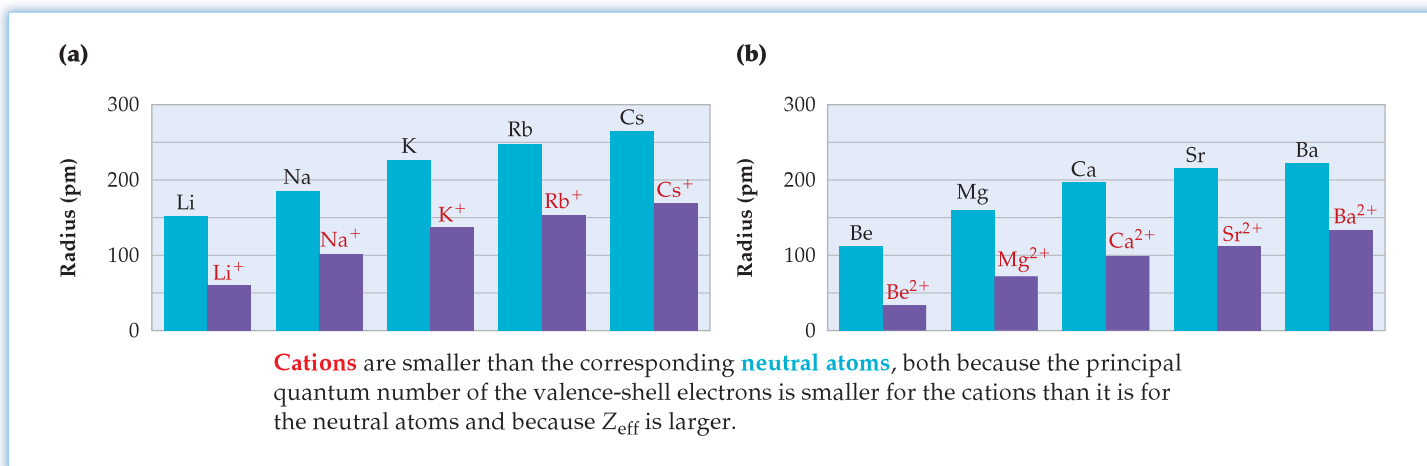 (a)
Radius (pm)
300
200
100
0
Li
Li⁺
Na
Na⁺
K
K⁺
Rb
Rb⁺
Cs
Cs⁺
(b)
Radius (pm)
300
200
100
0
Be
Be²⁺
Mg
Mg²⁺
Ca
Ca²⁺
Sr
Sr²⁺
Ba
Ba²⁺
Cations are smaller than the corresponding neutral atoms, both because the principal
quantum number of the valence-shell electrons is smaller for the cations than it is for
the neutral atoms and because Zeff is larger.